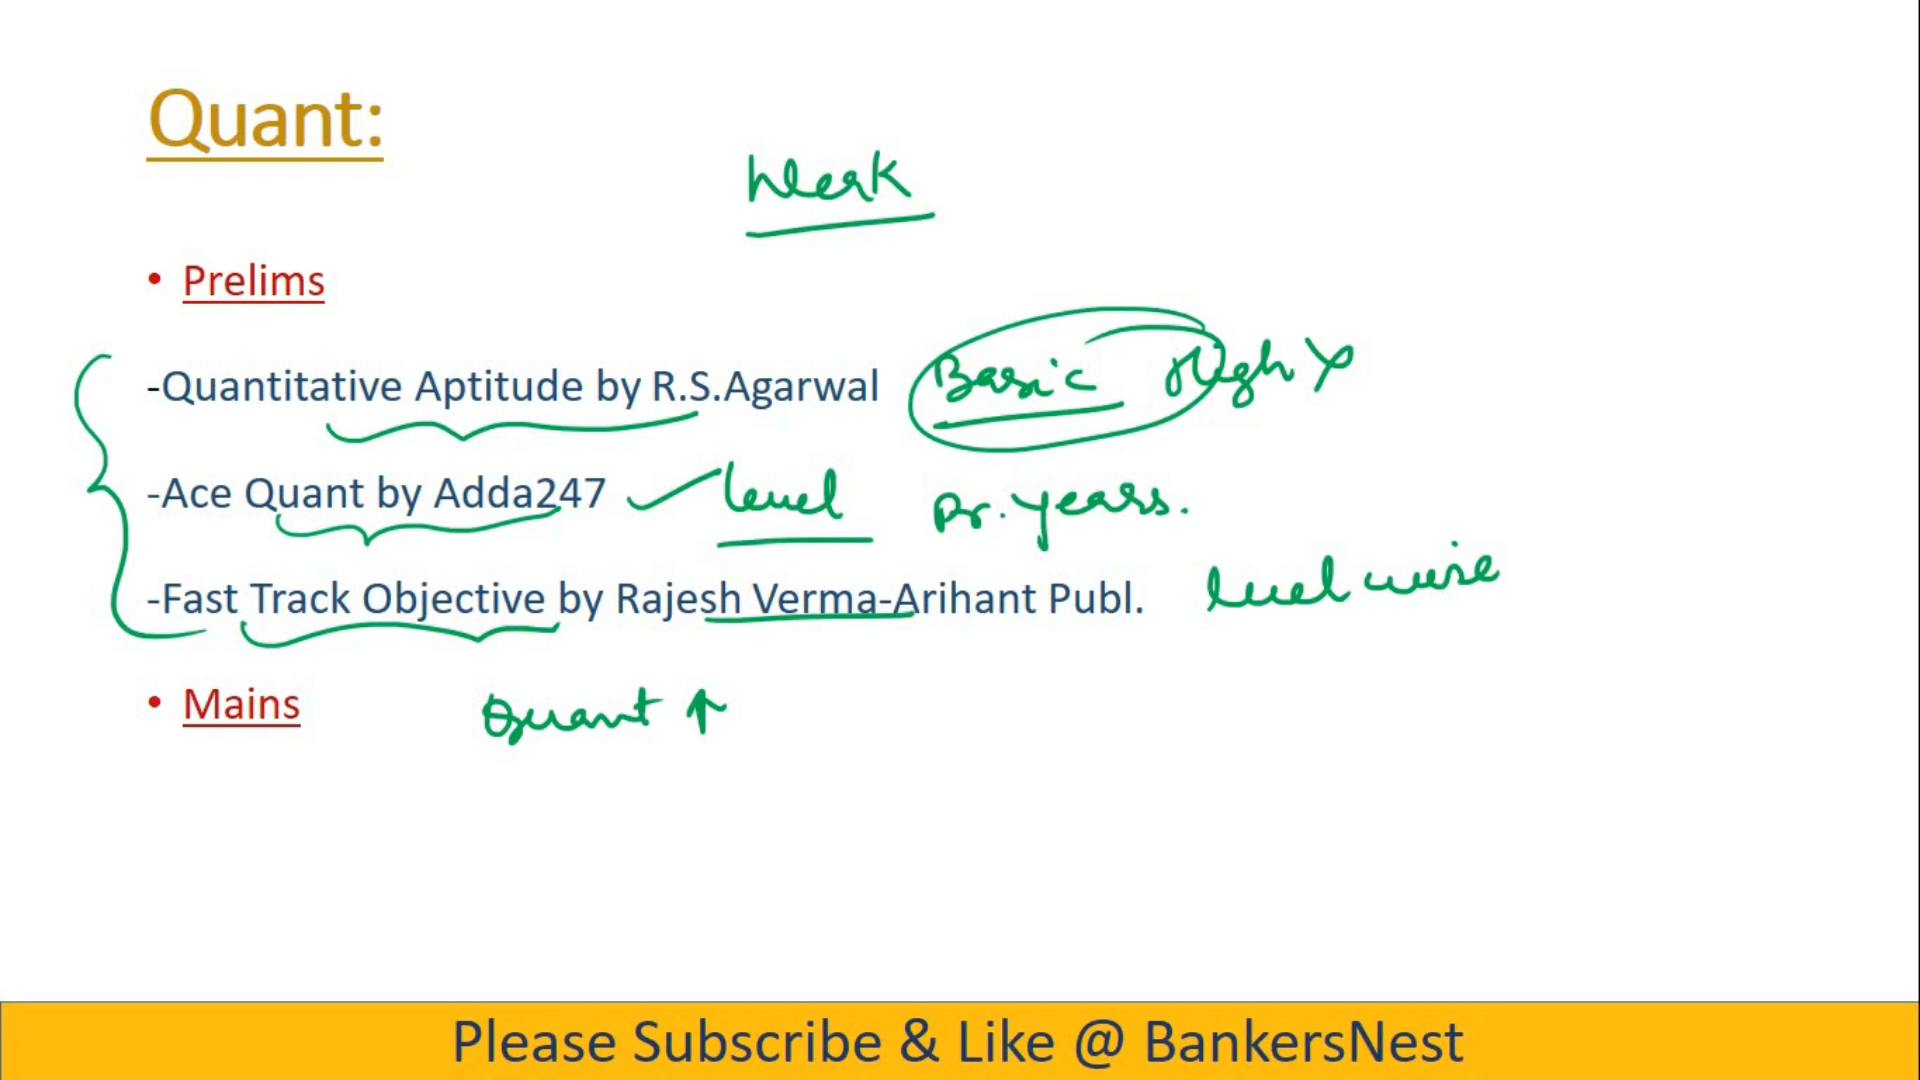 Quant:
Weak
• Prelims
-Quantitative Aptitude by R.S.Agarwal Basic High
-Ace Quant by Adda247 level Pr. years.
-Fast Track Objective by Rajesh Verma-Arihant Publ. level wise
• Mains Quant ↑
Please Subscribe & Like @ BankersNest